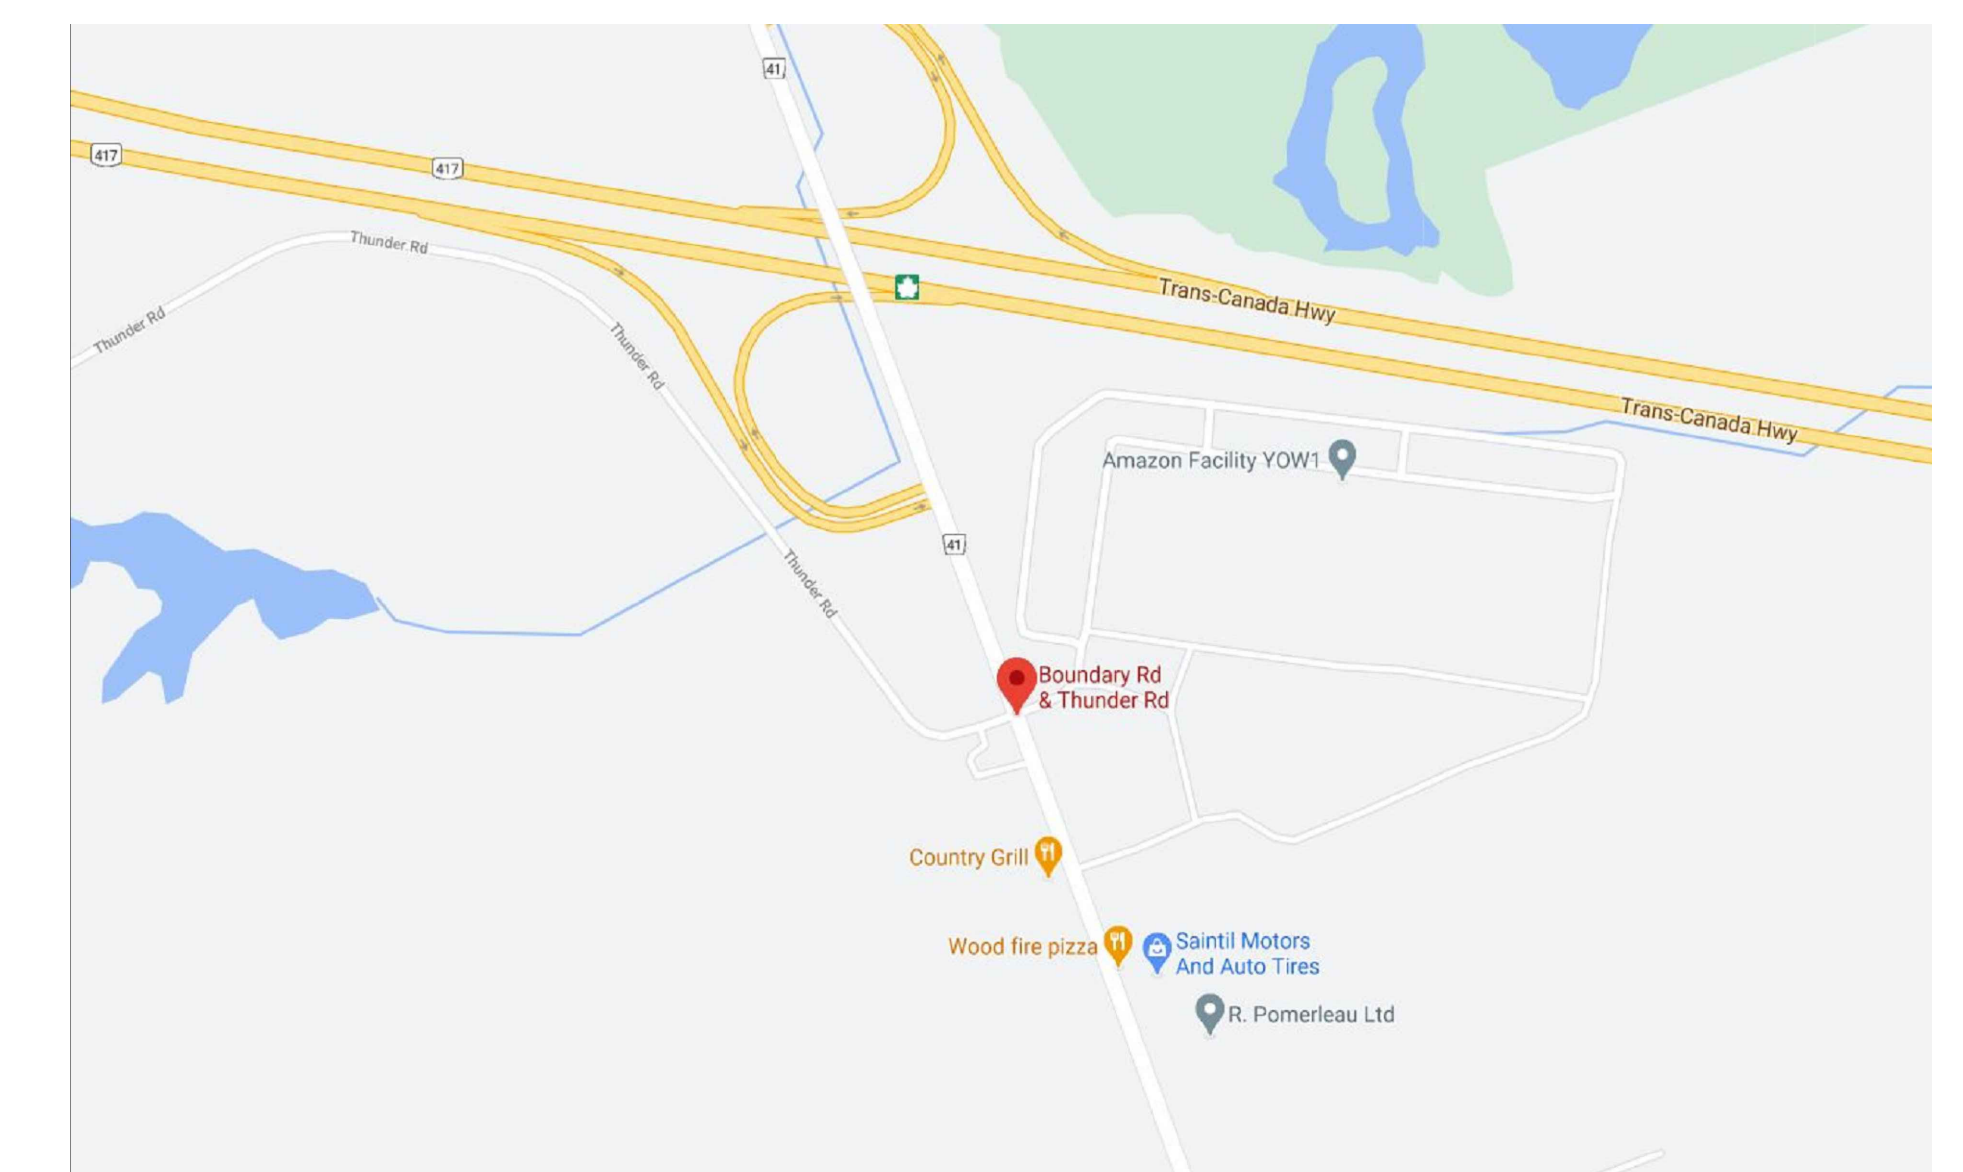 41
417
417
Thunder Rd
Trans-Canada Hwy
Thunder Rd
Thunder Rd
Trans-Canada Hwy
Amazon Facility YOW1
41
Thunder Rd
Boundary Rd
& Thunder Rd
Country Grill
Wood fire pizza
Saintil Motors
And Auto Tires
R. Pomerleau Ltd